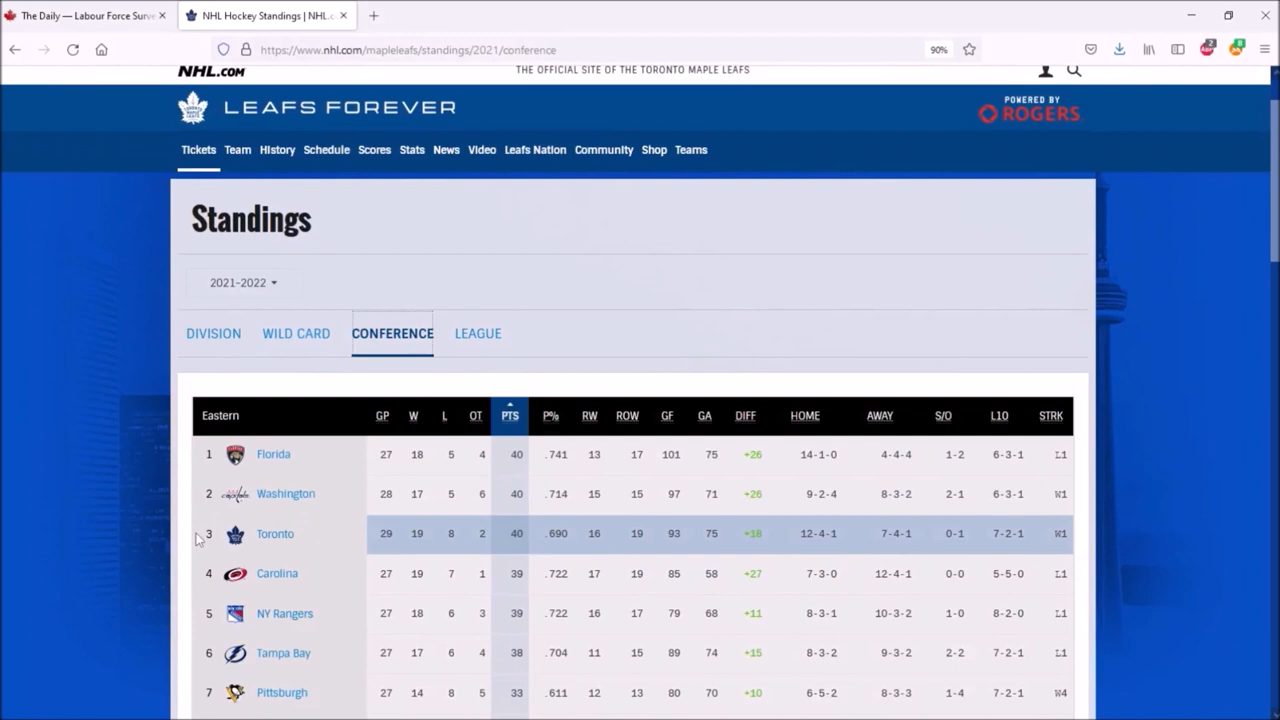 The Daily — Labour Force Surve
NHL Hockey Standings | NHL.c
https://www.nhl.com/mapleleafs/standings/2021/conference
90%
2
8
NHL.COM
THE OFFICIAL SITE OF THE TORONTO MAPLE LEAFS
LEAFS FOREVER
POWERED BY
ROGERS.
Tickets Team History Schedule Scores Stats News Video Leafs Nation Community Shop Teams
Standings
2021-2022
DIVISION WILD CARD CONFERENCE LEAGUE
Eastern GP W L OT PTS P% RW ROW GF GA DIFF HOME AWAY S/O L10 STRK
1 Florida 27 18 5 4 40 .741 13 17 101 75 +26 14-1-0 4-4-4 1-2 6-3-1 L1
2 Washington 28 17 5 6 40 .714 15 15 97 71 +26 9-2-4 8-3-2 2-1 6-3-1 W1
3 Toronto 29 19 8 2 40 .690 16 19 93 75 +18 12-4-1 7-4-1 0-1 7-2-1 W1
4 Carolina 27 19 7 1 39 .722 17 19 85 58 +27 7-3-0 12-4-1 0-0 5-5-0 L1
5 NY Rangers 27 18 6 3 39 .722 16 17 79 68 +11 8-3-1 10-3-2 1-0 8-2-0 L1
6 Tampa Bay 27 17 6 4 38 .704 11 15 89 74 +15 8-3-2 9-3-2 2-2 7-2-1 L1
7 Pittsburgh 27 14 8 5 33 .611 12 13 80 70 +10 6-5-2 8-3-3 1-4 7-2-1 W4